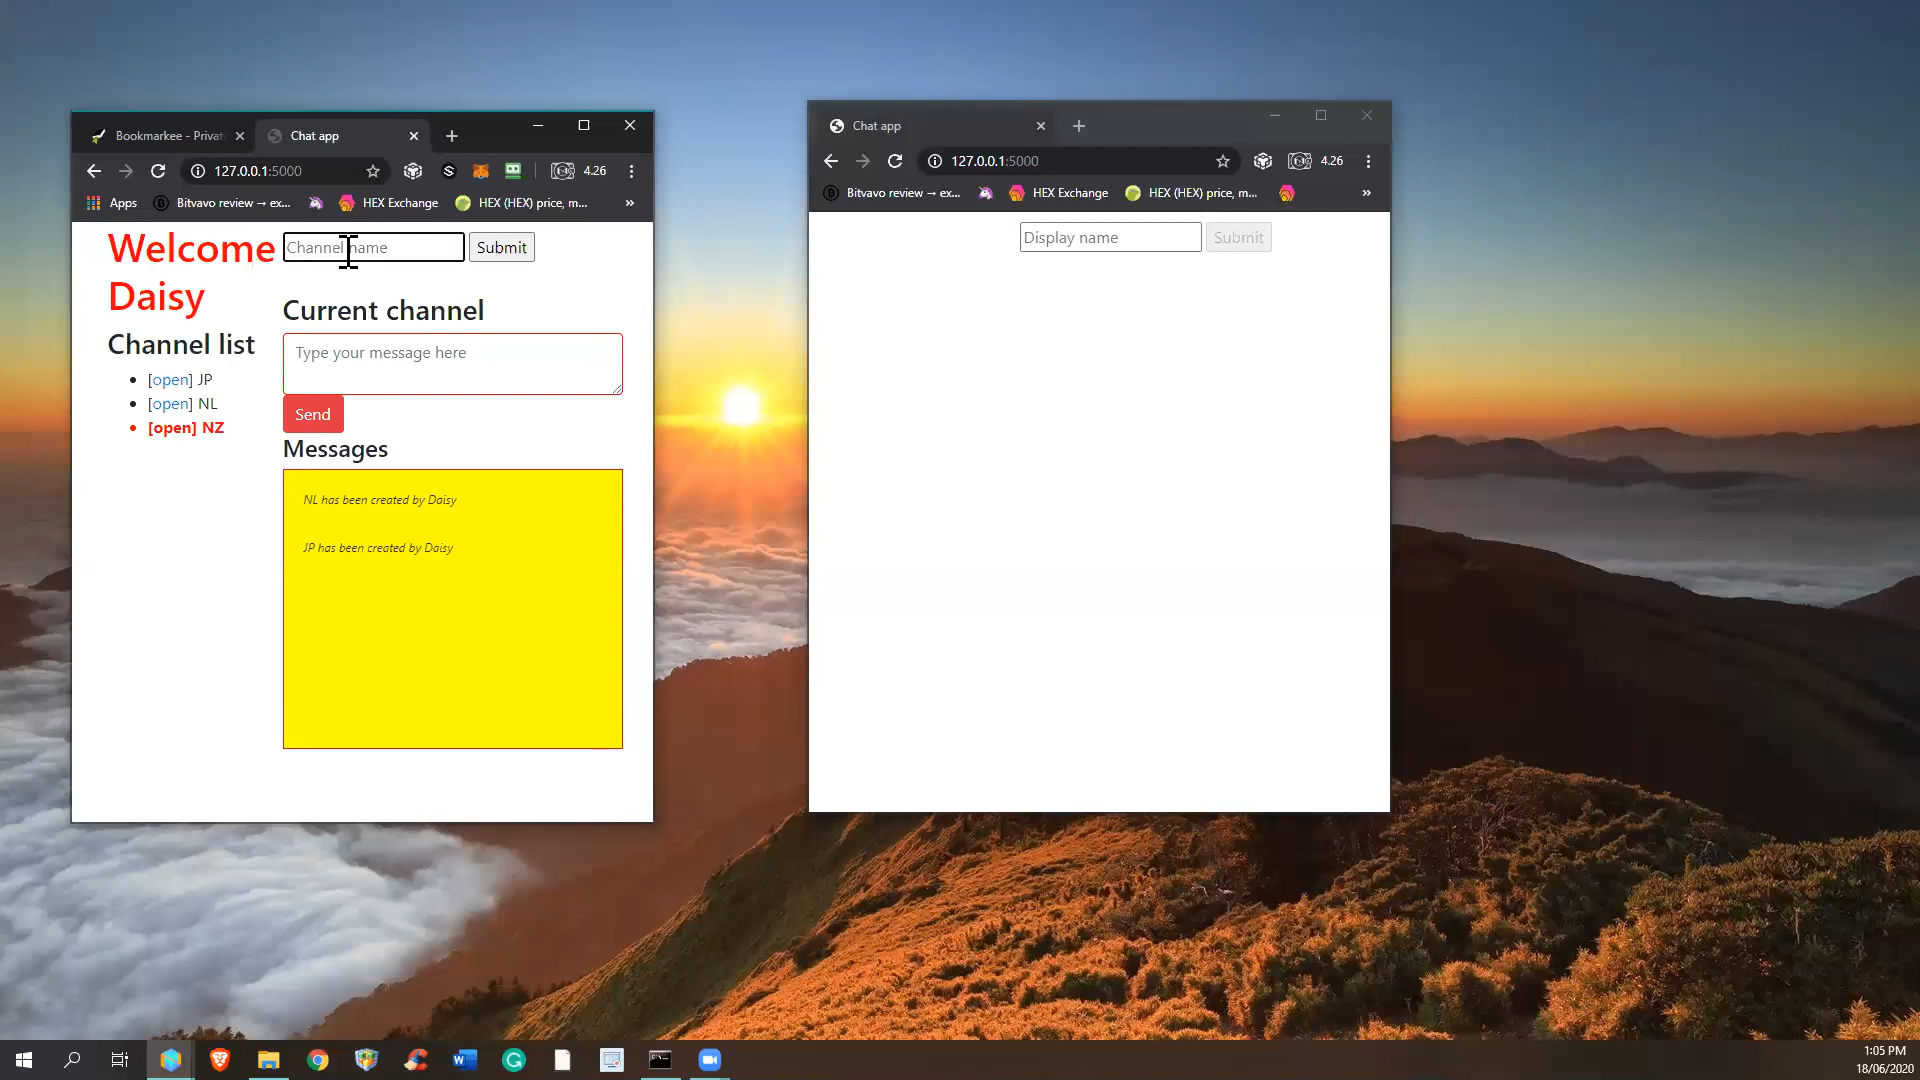 Bookmarkee - Privat
Chat app
127.0.0.1:5000
4.26
Apps
Bitvavo review → ex...
HEX Exchange
HEX (HEX) price, m...
»
Welcome Daisy
Channel name
Submit
Channel list
[open] JP
[open] NL
[open] NZ
Current channel
Type your message here
Send
Messages
NL has been created by Daisy
JP has been created by Daisy
Chat app
127.0.0.1:5000
4.26
Bitvavo review → ex...
HEX Exchange
HEX (HEX) price, m...
»
Display name
Submit
1:05 PM
18/06/2020